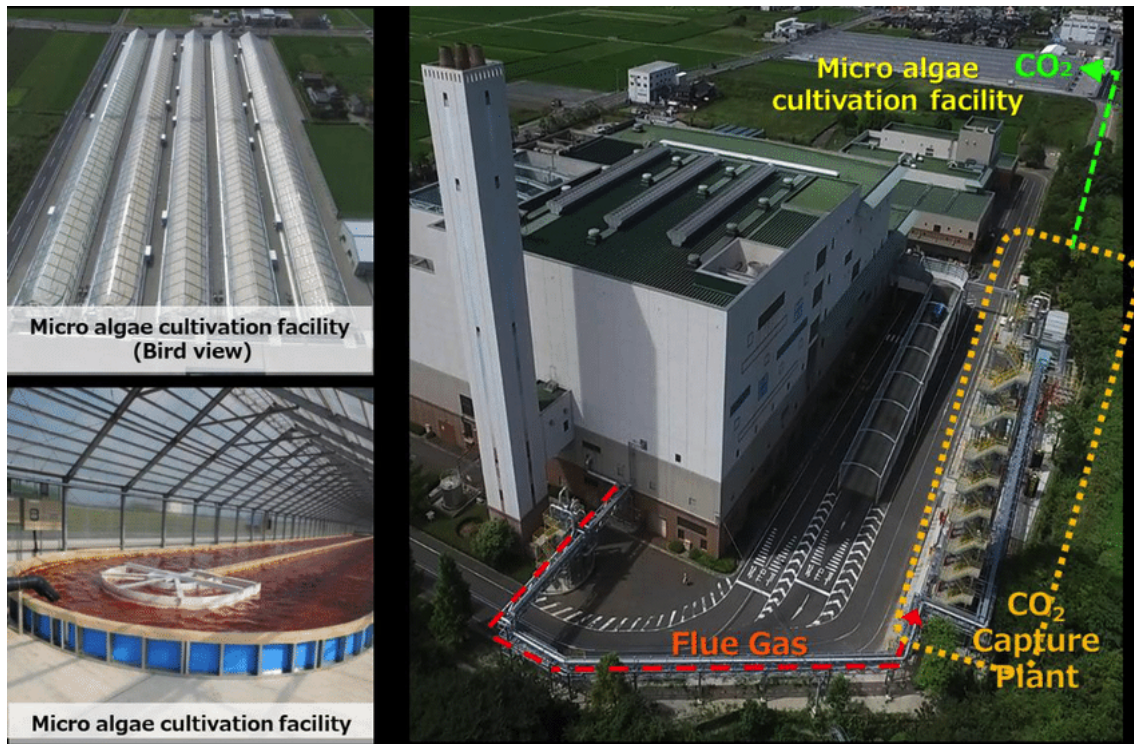 Micro algae cultivation facility
(Bird view)
Micro algae cultivation facility
Micro algae
cultivation facility
CO₂
Flue Gas
CO₂
Capture
Plant